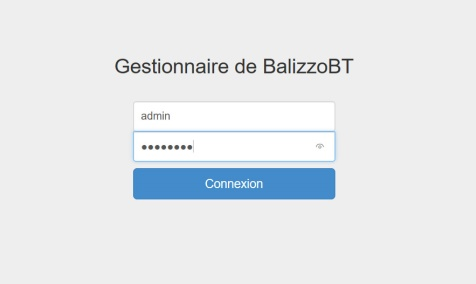 Gestionnaire de BalizzoBT
admin
••••••••
Connexion